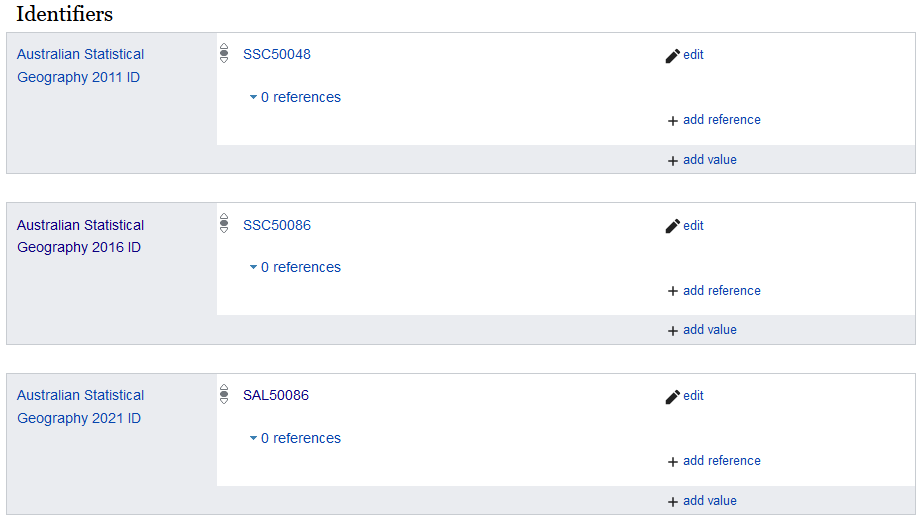 Identifiers
Australian Statistical
Geography 2011 ID
SSC50048
edit
0 references
add reference
add value
Australian Statistical
Geography 2016 ID
SSC50086
edit
0 references
add reference
add value
Australian Statistical
Geography 2021 ID
SAL50086
edit
0 references
add reference
add value